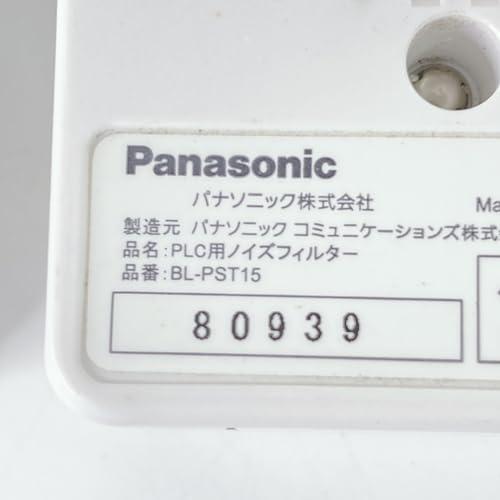 Panasonic
パナソニック株式会社
Ma
製造元 パナソニック コミュニケーションズ株式
品名:PLC用ノイズフィルター
品番:BL-PST15
80939